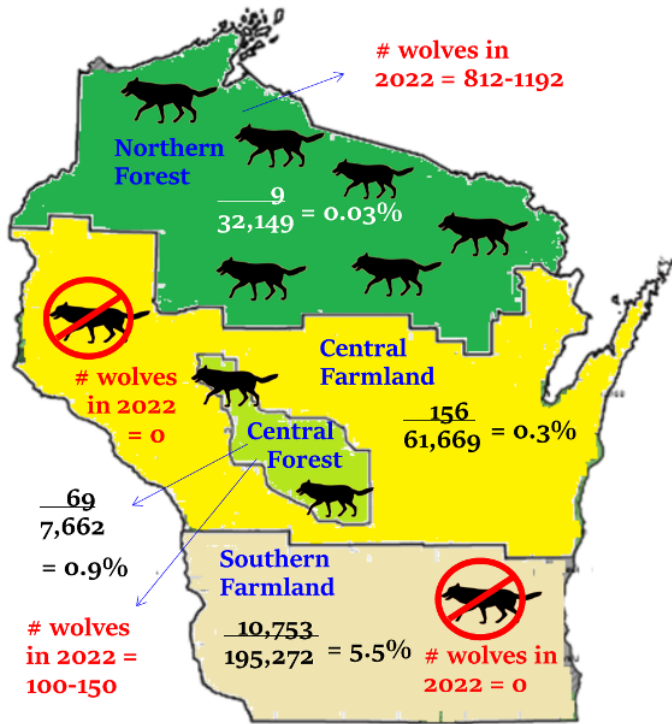 # wolves in
2022 = 812-1192
Northern
Forest
9
32,149 = 0.03%
Central
Farmland
# wolves
in 2022
= 0
156
61,669 = 0.3%
Central
Forest
69
7,662
= 0.9%
Southern
Farmland
# wolves
in 2022 =
100-150
10,753
195,272 = 5.5%
# wolves in
2022 = 0